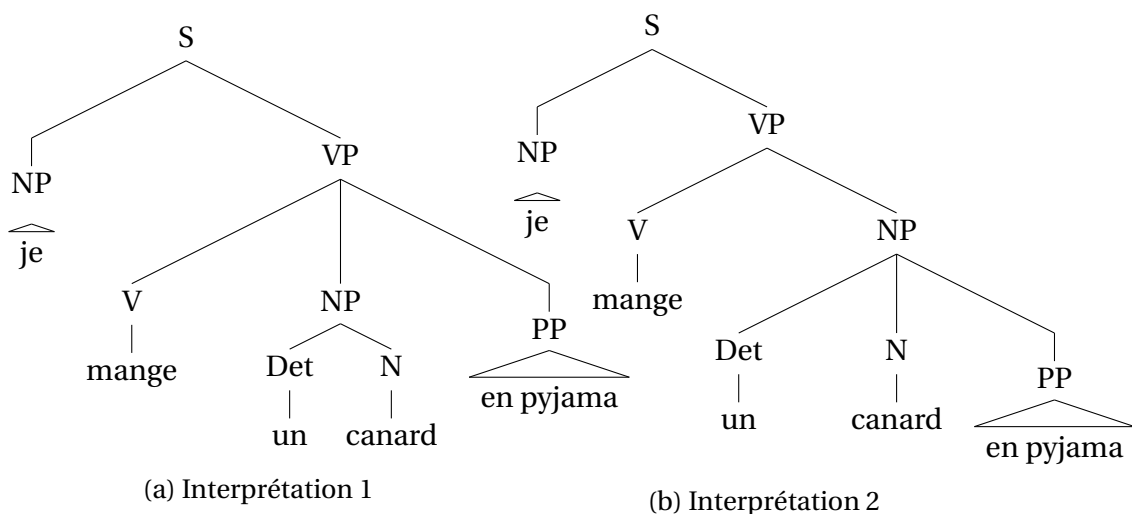 S
NP VP
je
V NP PP
mange Det N en pyjama
un canard
(a) Interprétation 1
S
NP VP
je
V NP
mange
Det N PP
un canard en pyjama
(b) Interprétation 2